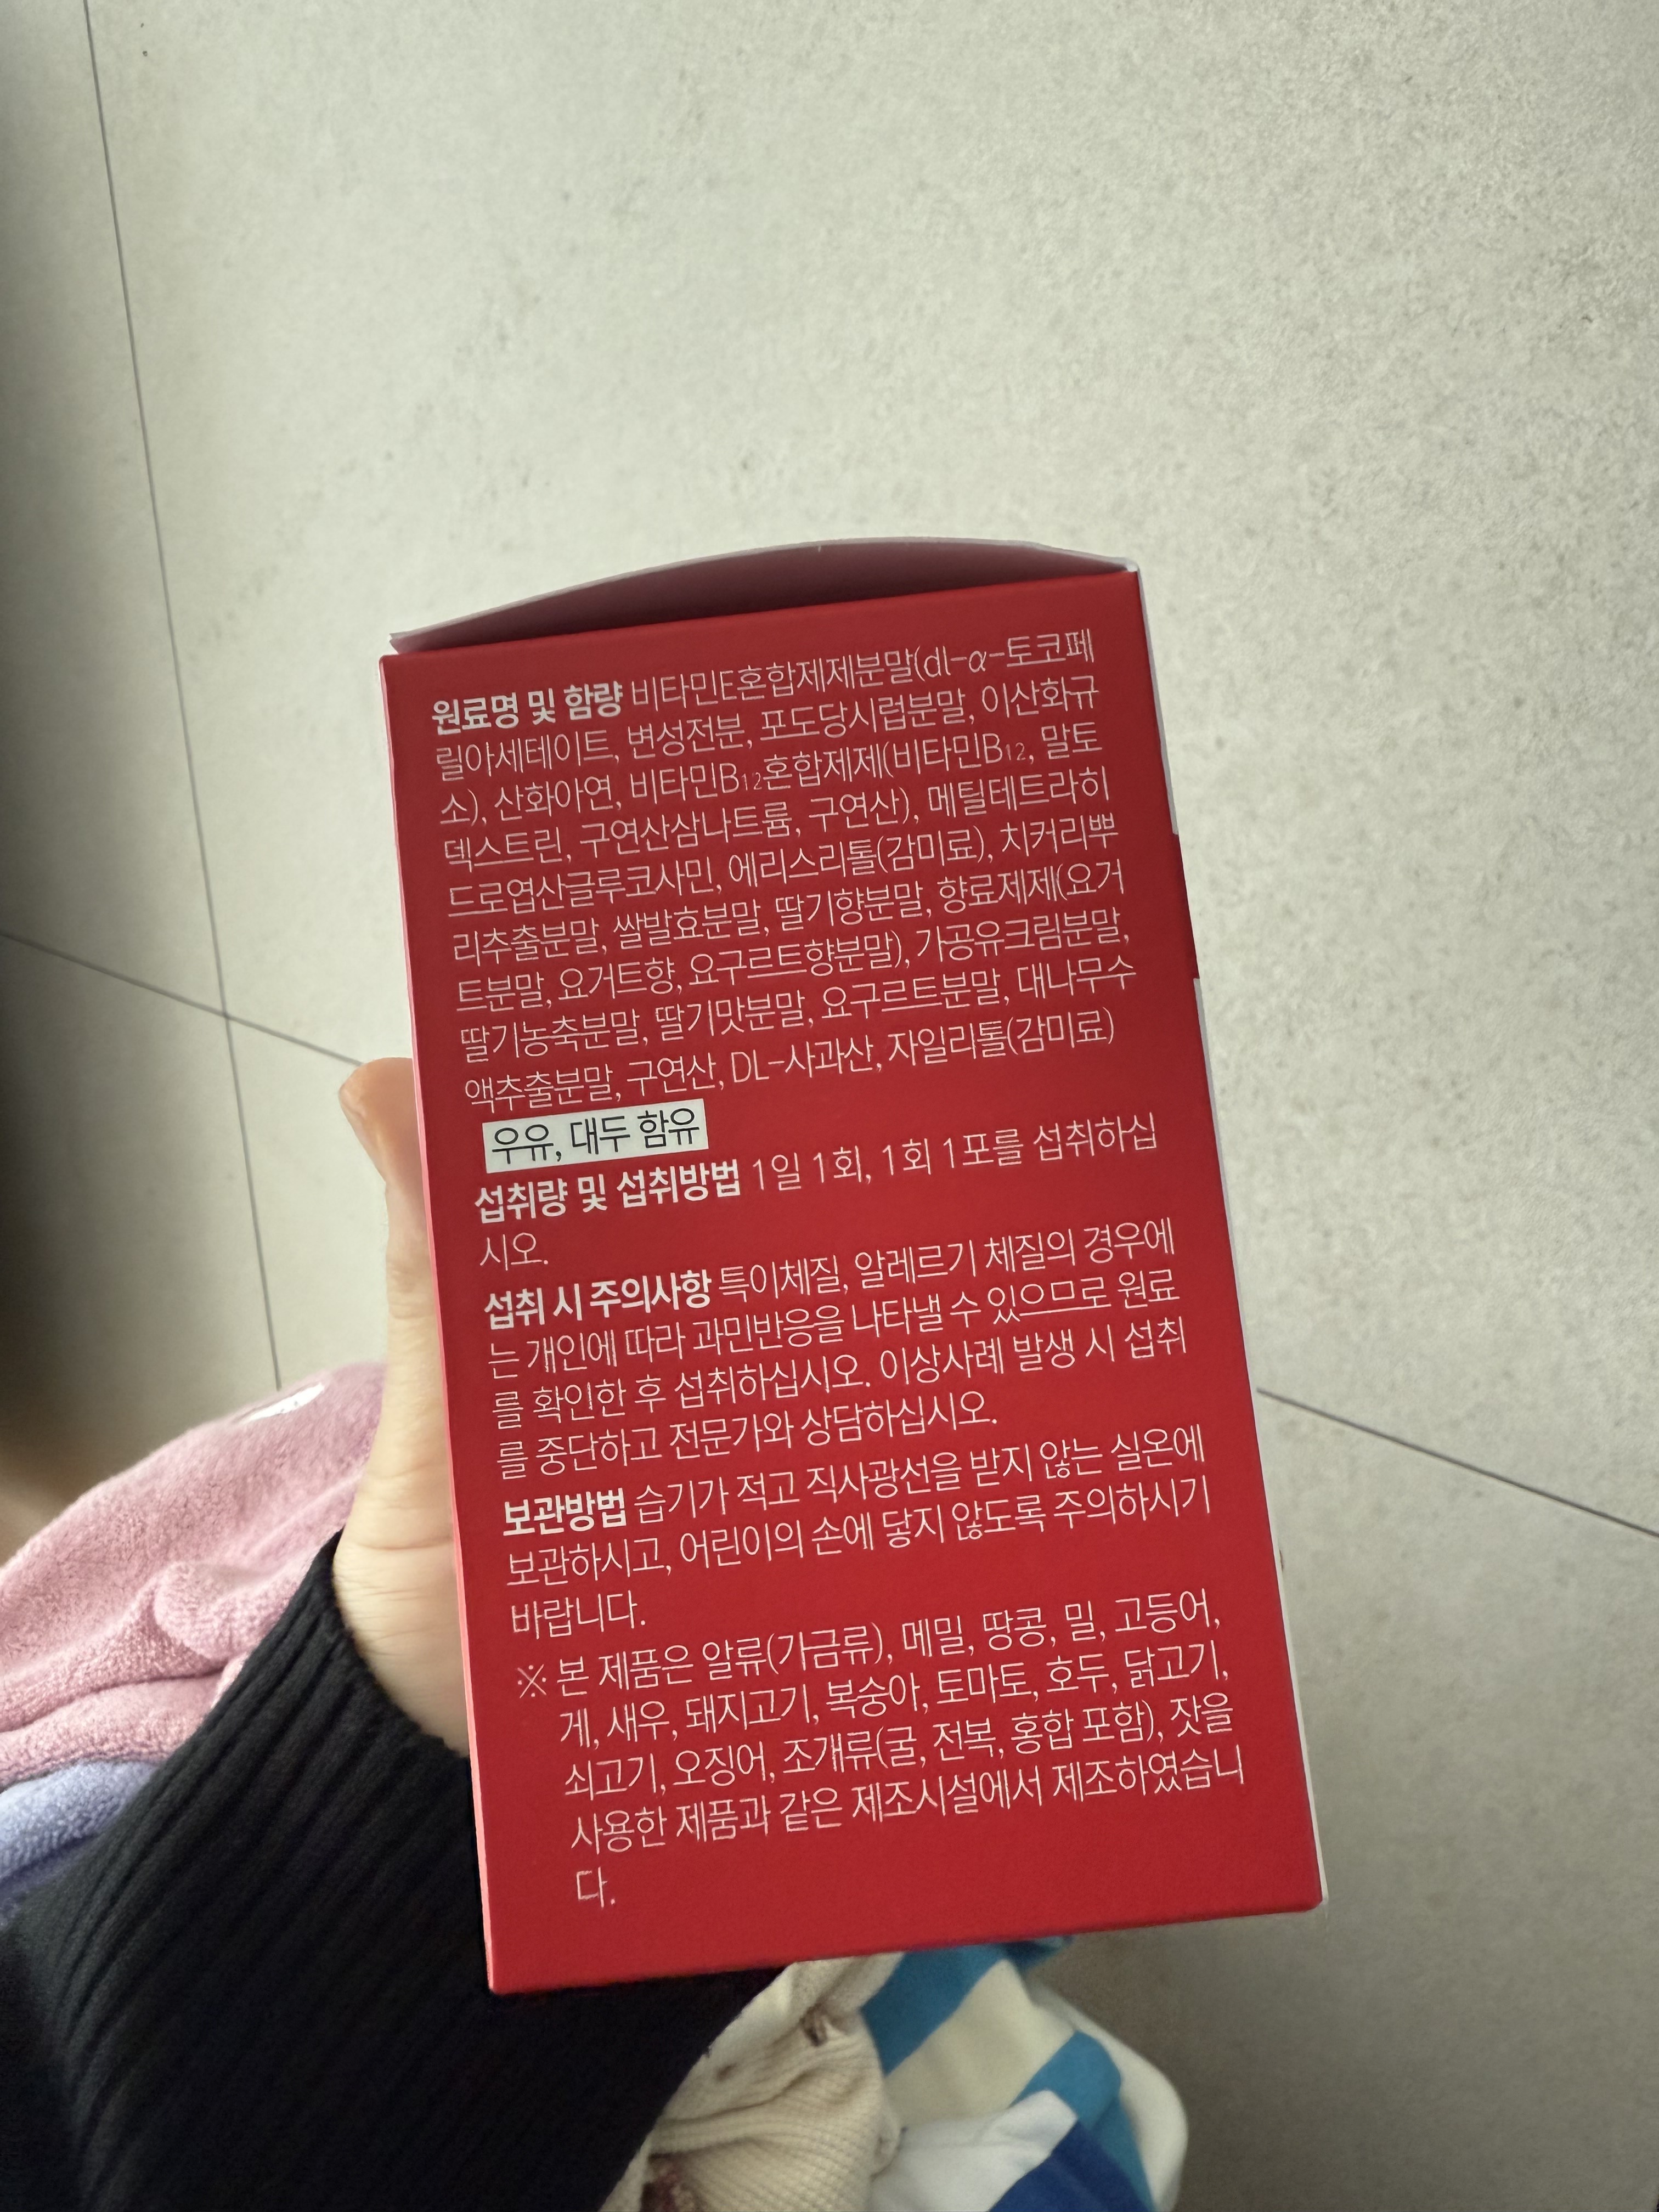 원료명 및 함량 비타민E혼합제제분말(dl-α-토코페
릴아세테이트, 변성전분, 포도당시럽분말, 이산화규
소), 산화아연, 비타민B₁₂혼합제제(비타민B₁₂, 말토
덱스트린, 구연산삼나트륨, 구연산), 메틸테트라히
드로엽산글루코사민, 에리스리톨(감미료), 치커리뿌
리추출분말, 쌀발효분말, 딸기향분말, 향료제제(요거
트분말, 요거트향, 요구르트향분말), 가공유크림분말,
딸기농축분말, 딸기맛분말, 요구르트분말, 대나무수
액추출분말, 구연산, DL-사과산, 자일리톨(감미료)
우유, 대두 함유
섭취량 및 섭취방법 1일 1회, 1회 1포를 섭취하십
시오.
섭취 시 주의사항 특이체질, 알레르기 체질의 경우에
는 개인에 따라 과민반응을 나타낼 수 있으므로 원료
를 확인한 후 섭취하십시오. 이상사례 발생 시 섭취
를 중단하고 전문가와 상담하십시오.
보관방법 습기가 적고 직사광선을 받지 않는 실온에
보관하시고, 어린이의 손에 닿지 않도록 주의하시기
바랍니다.
※ 본 제품은 알류(가금류), 메밀, 땅콩, 밀, 고등어,
게, 새우, 돼지고기, 복숭아, 토마토, 호두, 닭고기,
쇠고기, 오징어, 조개류(굴, 전복, 홍합 포함), 잣을
사용한 제품과 같은 제조시설에서 제조하였습니
다.